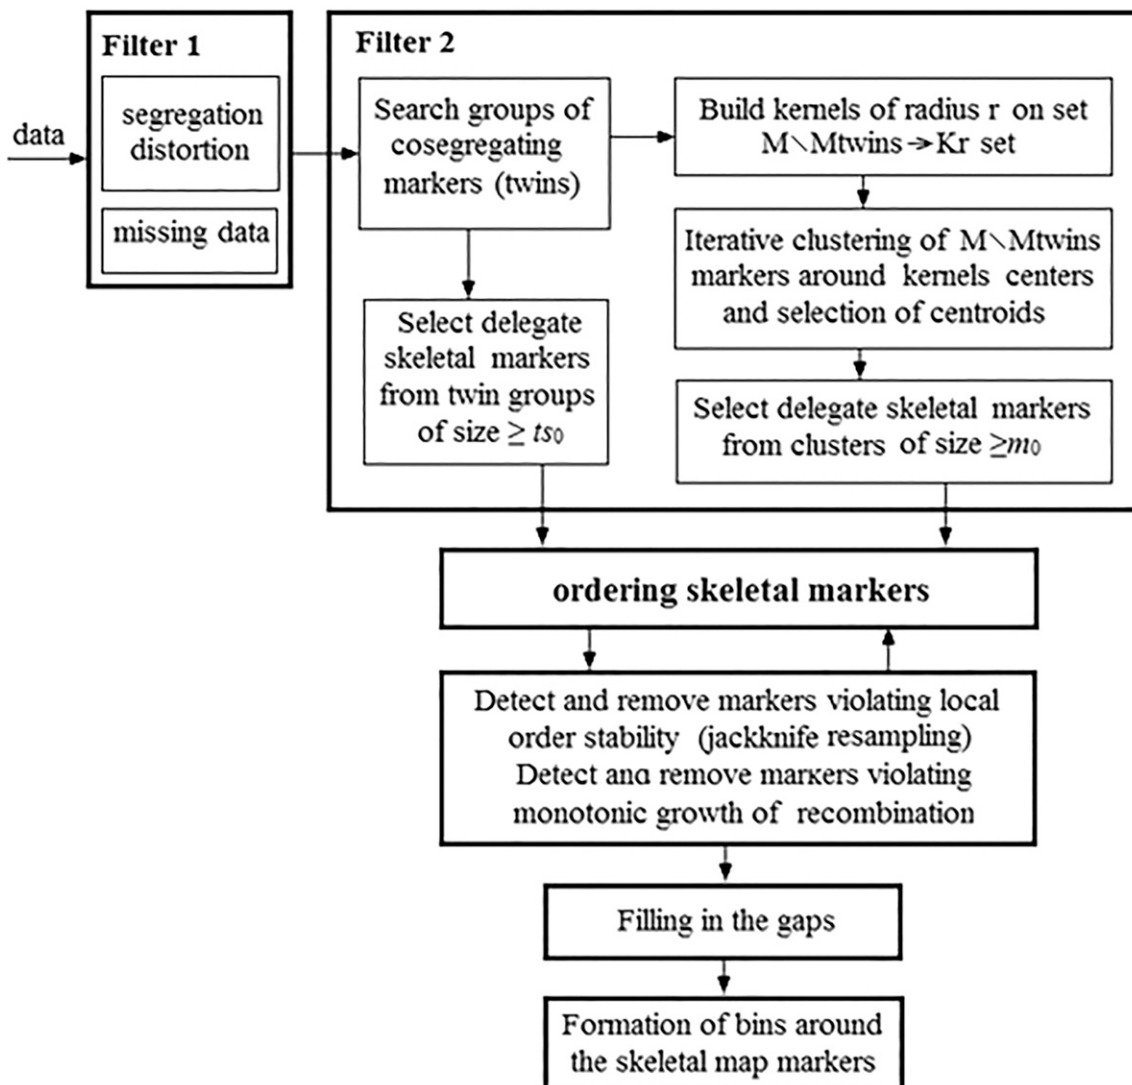 data
Filter 1
segregation
distortion
missing data
Filter 2
Search groups of
cosegregating
markers (twins)
Select delegate
skeletal markers
from twin groups
of size ≥ ts₀
Build kernels of radius r on set
M∖Mtwins→Kr set
Iterative clustering of M∖Mtwins
markers around kernels centers
and selection of centroids
Select delegate skeletal markers
from clusters of size ≥m₀
ordering skeletal markers
Detect and remove markers violating local
order stability (jackknife resampling)
Detect and remove markers violating
monotonic growth of recombination
Filling in the gaps
Formation of bins around
the skeletal map markers